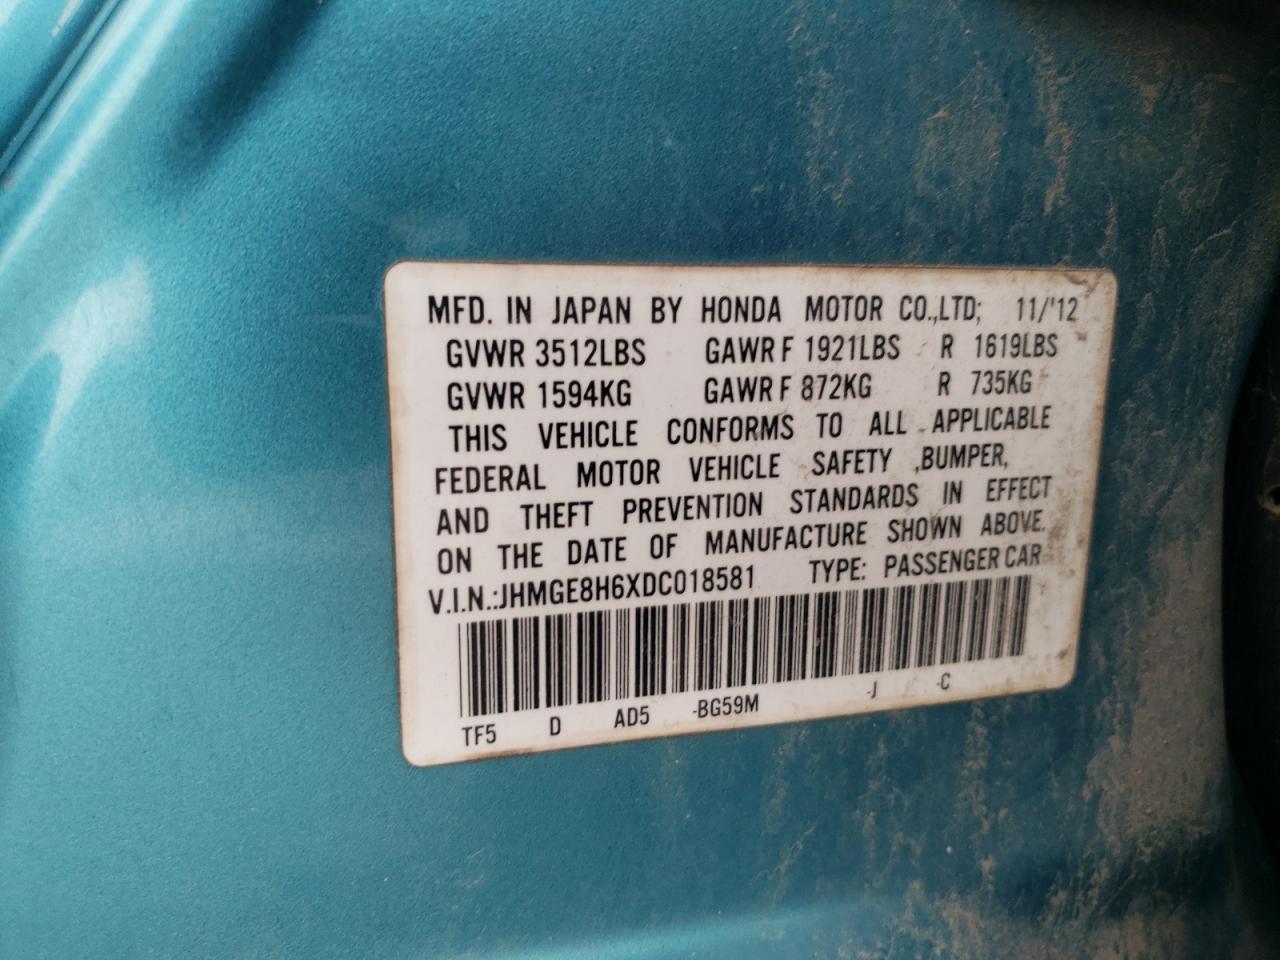 MFD. IN JAPAN BY HONDA MOTOR CO.,LTD; 11/'12
GVWR 3512LBS GAWR F 1921LBS R 1619LBS
GVWR 1594KG GAWR F 872KG R 735KG
THIS VEHICLE CONFORMS TO ALL APPLICABLE
FEDERAL MOTOR VEHICLE SAFETY ,BUMPER,
AND THEFT PREVENTION STANDARDS IN EFFECT
ON THE DATE OF MANUFACTURE SHOWN ABOVE.
V.I.N.:JHMGE8H6XDC018581 TYPE: PASSENGER CAR
TF5 D AD5 -BG59M -J -C